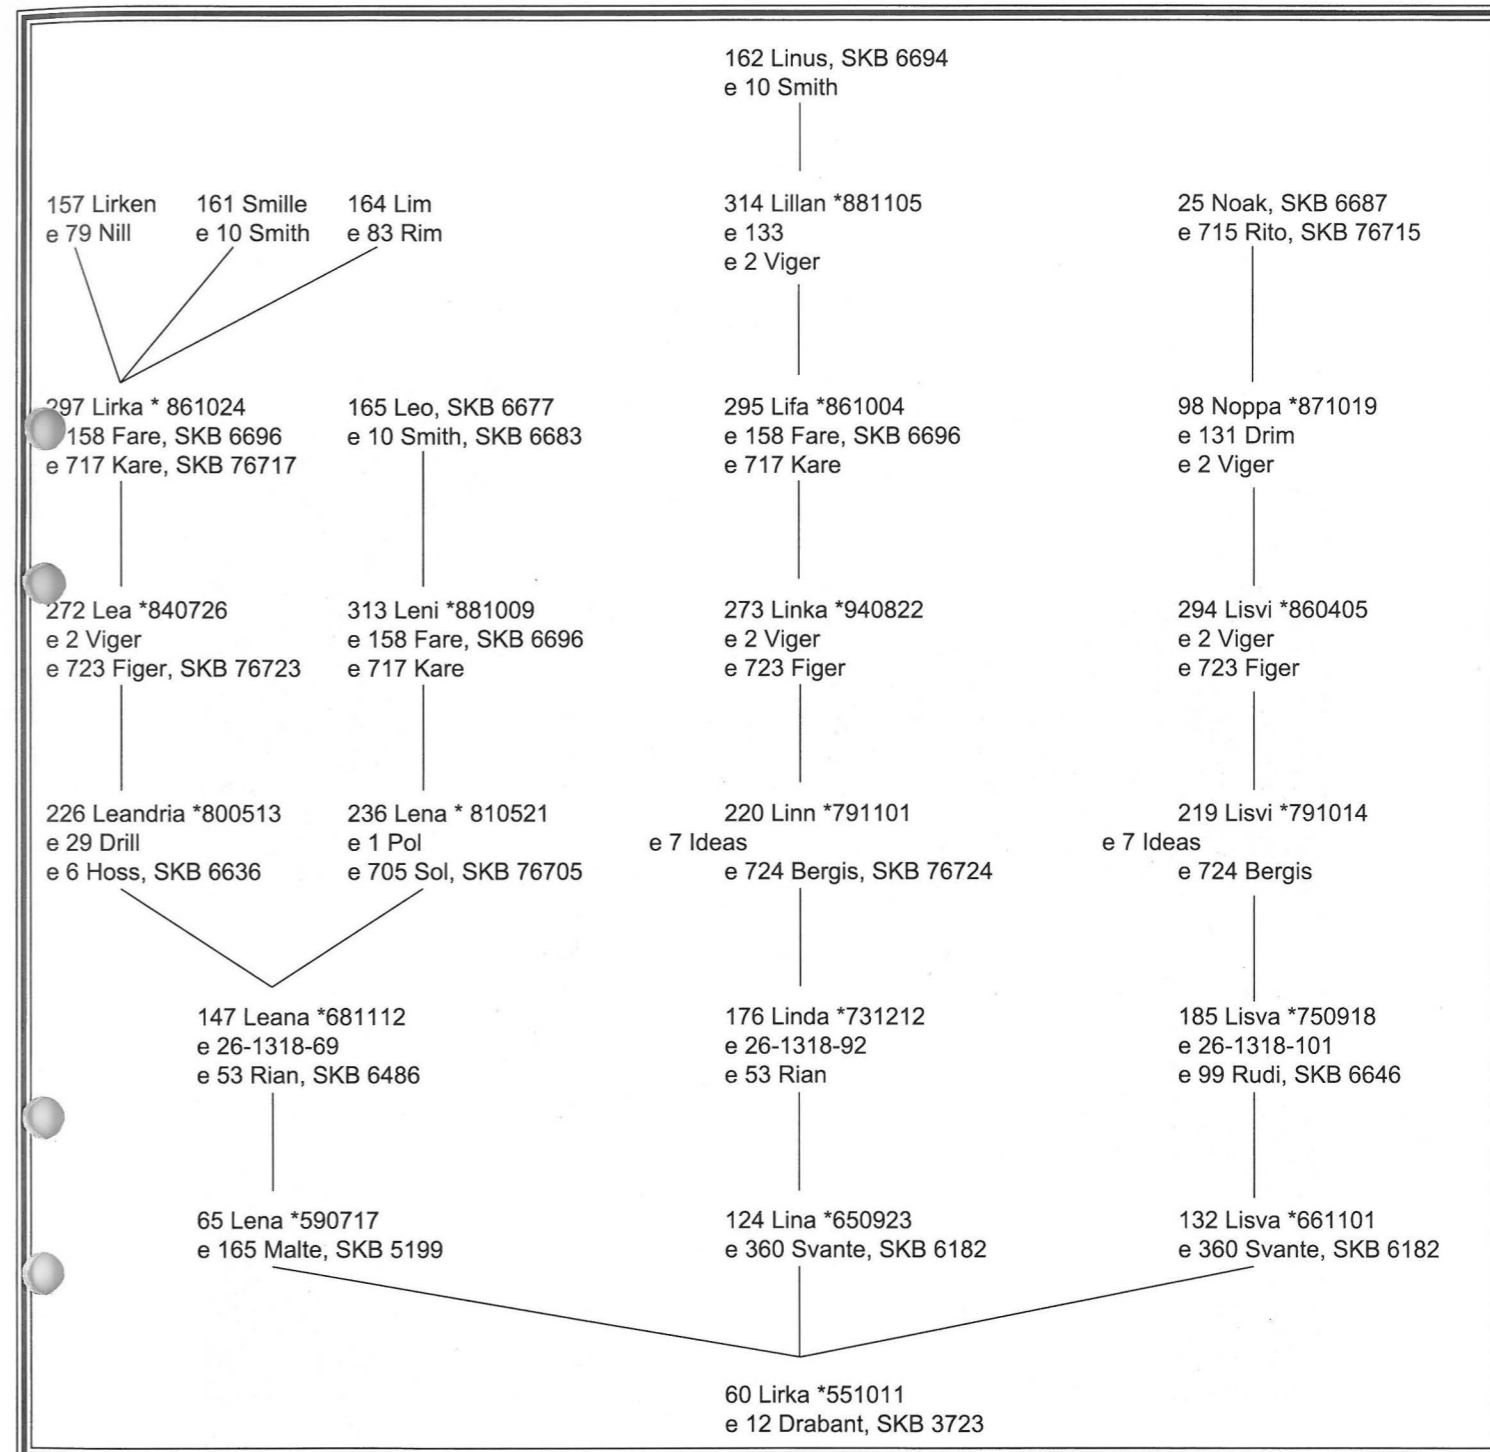 162 Linus, SKB 6694
e 10 Smith
157 Lirken
e 79 Nill
161 Smille
e 10 Smith
164 Lim
e 83 Rim
314 Lillan *881105
e 133
e 2 Viger
25 Noak, SKB 6687
e 715 Rito, SKB 76715
297 Lirka * 861024
158 Fare, SKB 6696
e 717 Kare, SKB 76717
165 Leo, SKB 6677
e 10 Smith, SKB 6683
295 Lifa *861004
e 158 Fare, SKB 6696
e 717 Kare
98 Noppa *871019
e 131 Drim
e 2 Viger
272 Lea *840726
e 2 Viger
e 723 Figer, SKB 76723
313 Leni *881009
e 158 Fare, SKB 6696
e 717 Kare
273 Linka *940822
e 2 Viger
e 723 Figer
294 Lisvi *860405
e 2 Viger
e 723 Figer
226 Leandria *800513
e 29 Drill
e 6 Hoss, SKB 6636
236 Lena * 810521
e 1 Pol
e 705 Sol, SKB 76705
220 Linn *791101
e 7 Ideas
e 724 Bergis, SKB 76724
219 Lisvi *791014
e 7 Ideas
e 724 Bergis
147 Leana *681112
e 26-1318-69
e 53 Rian, SKB 6486
176 Linda *731212
e 26-1318-92
e 53 Rian
185 Lisva *750918
e 26-1318-101
e 99 Rudi, SKB 6646
65 Lena *590717
e 165 Malte, SKB 5199
124 Lina *650923
e 360 Svante, SKB 6182
132 Lisva *661101
e 360 Svante, SKB 6182
60 Lirka *551011
e 12 Drabant, SKB 3723